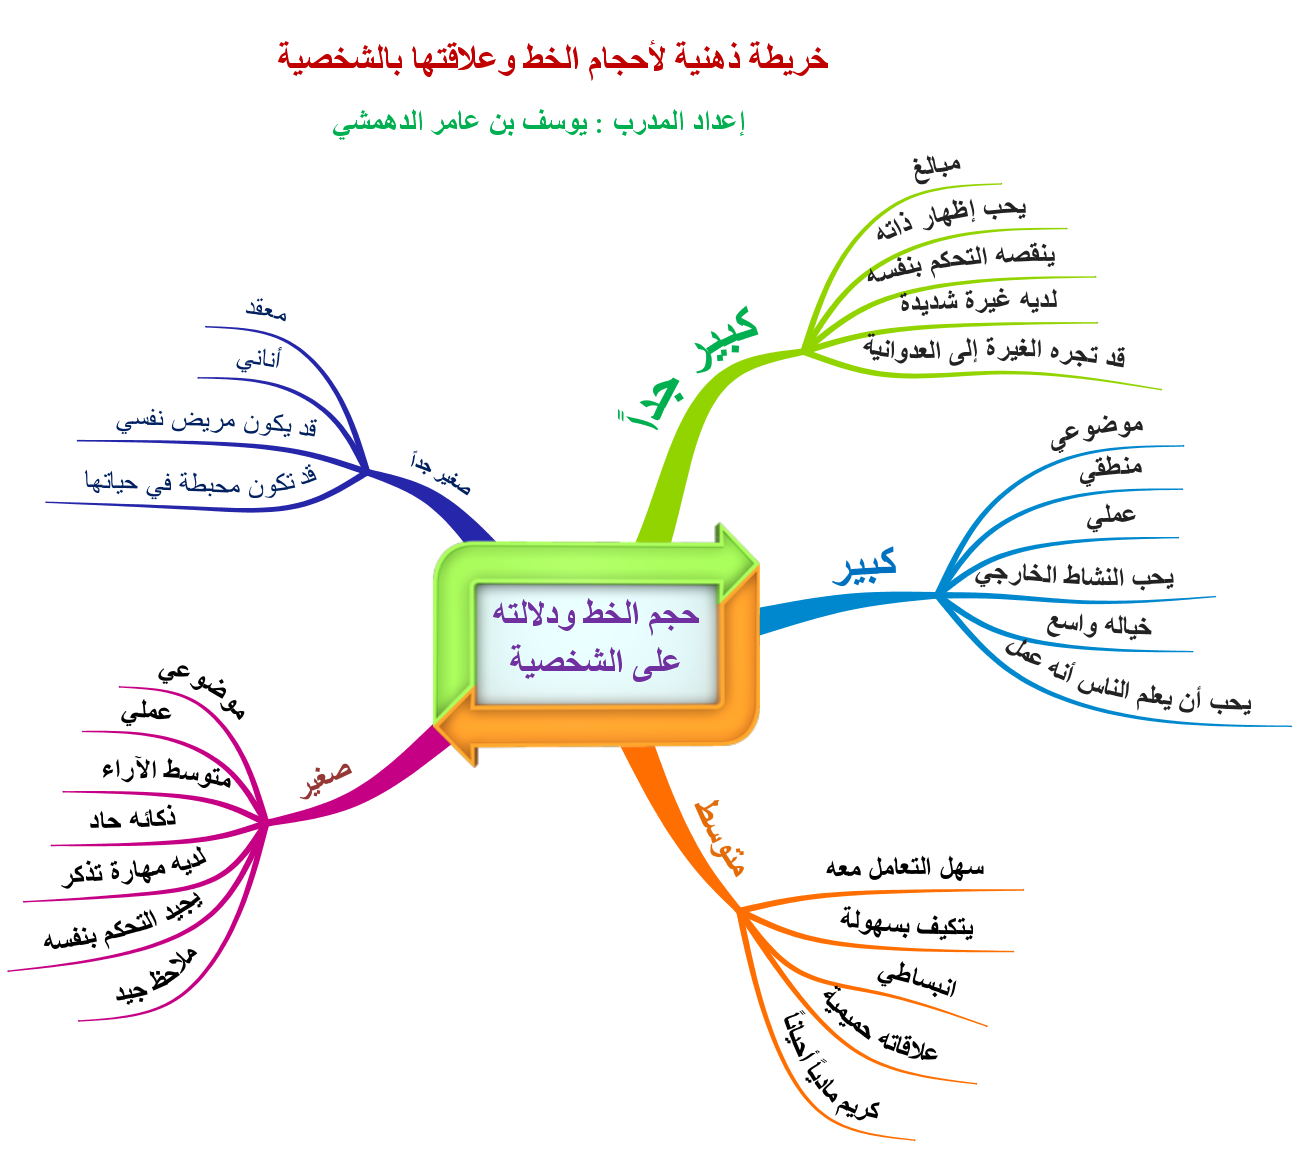 خريطة ذهنية لأحجام الخط وعلاقتها بالشخصية
إعداد المدرب : يوسف بن عامر الدهمشي
حجم الخط ودلالته
على الشخصية
كبير جداً
مبالغ
يحب إظهار ذاته
ينقصه التحكم بنفسه
لديه غيرة شديدة
قد تجره الغيرة إلى العدوانية
كبير
موضوعي
منطقي
عملي
يحب النشاط الخارجي
خياله واسع
يحب أن يعلم الناس أنه عمل
متوسط
سهل التعامل معه
يتكيف بسهولة
انبساطي
علاقاته حميمية
كريم مادياً أحياناً
صغير
موضوعي
عملي
متوسط الآراء
ذكائه حاد
لديه مهارة تذكر
يجيد التحكم بنفسه
ملاحظ جيد
صغير جداً
معقد
أناني
قد يكون مريض نفسي
قد تكون محبطة في حياتها